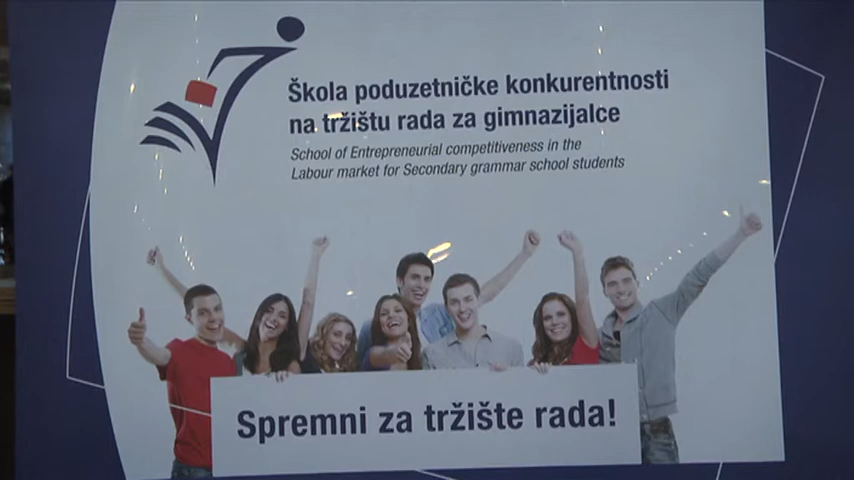 Škola poduzetničke konkurentnosti
na tržištu rada za gimnazijalce
School of Entrepreneurial competitiveness in the
Labour market for Secondary grammar school students
Spremni za tržište rada!